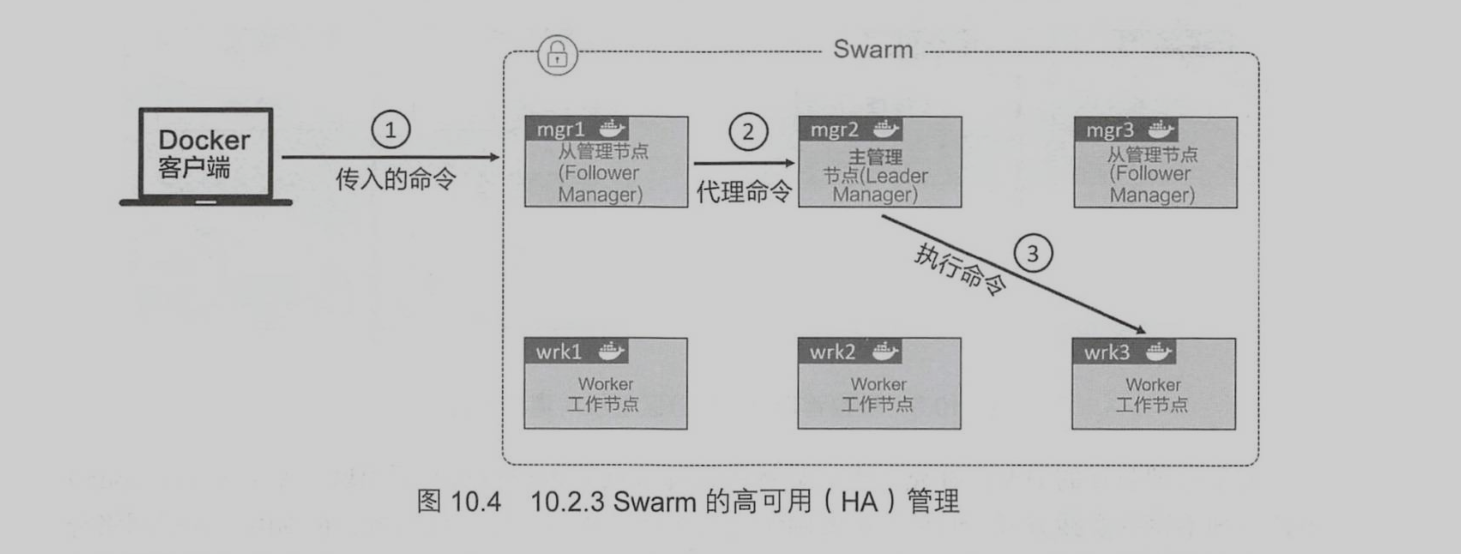 Swarm
Docker
客户端
1
传入的命令
mgr1
从管理节点
(Follower
Manager)
2
代理命令
mgr2
主管理
节点(Leader
Manager)
mgr3
从管理节点
(Follower
Manager)
3
执行命令
wrk1
Worker
工作节点
wrk2
Worker
工作节点
wrk3
Worker
工作节点
图 10.4 10.2.3 Swarm 的高可用(HA)管理